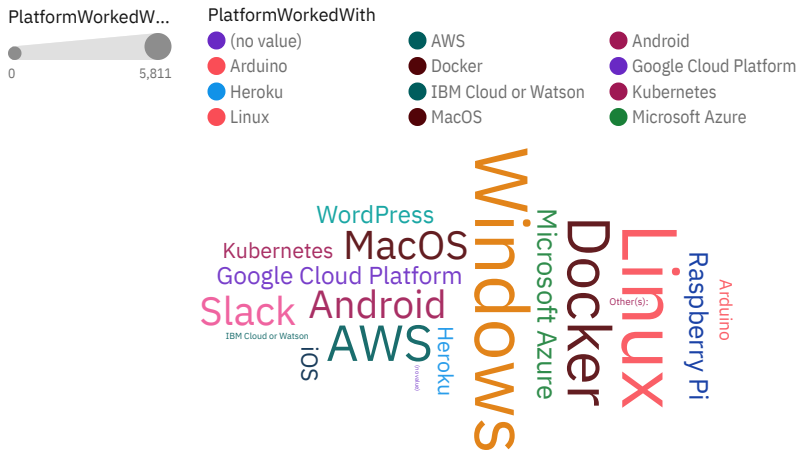 PlatformWorkedW...
0
5,811
PlatformWorkedWith
(no value)
AWS
Android
Arduino
Docker
Google Cloud Platform
Heroku
IBM Cloud or Watson
Kubernetes
Linux
MacOS
Microsoft Azure
WordPress
Kubernetes
MacOS
Google Cloud Platform
Slack
Android
IBM Cloud or Watson
AWS
iOS
Heroku
(no value)
Windows
Microsoft Azure
Docker
Linux
Other(s):
Raspberry Pi
Arduino